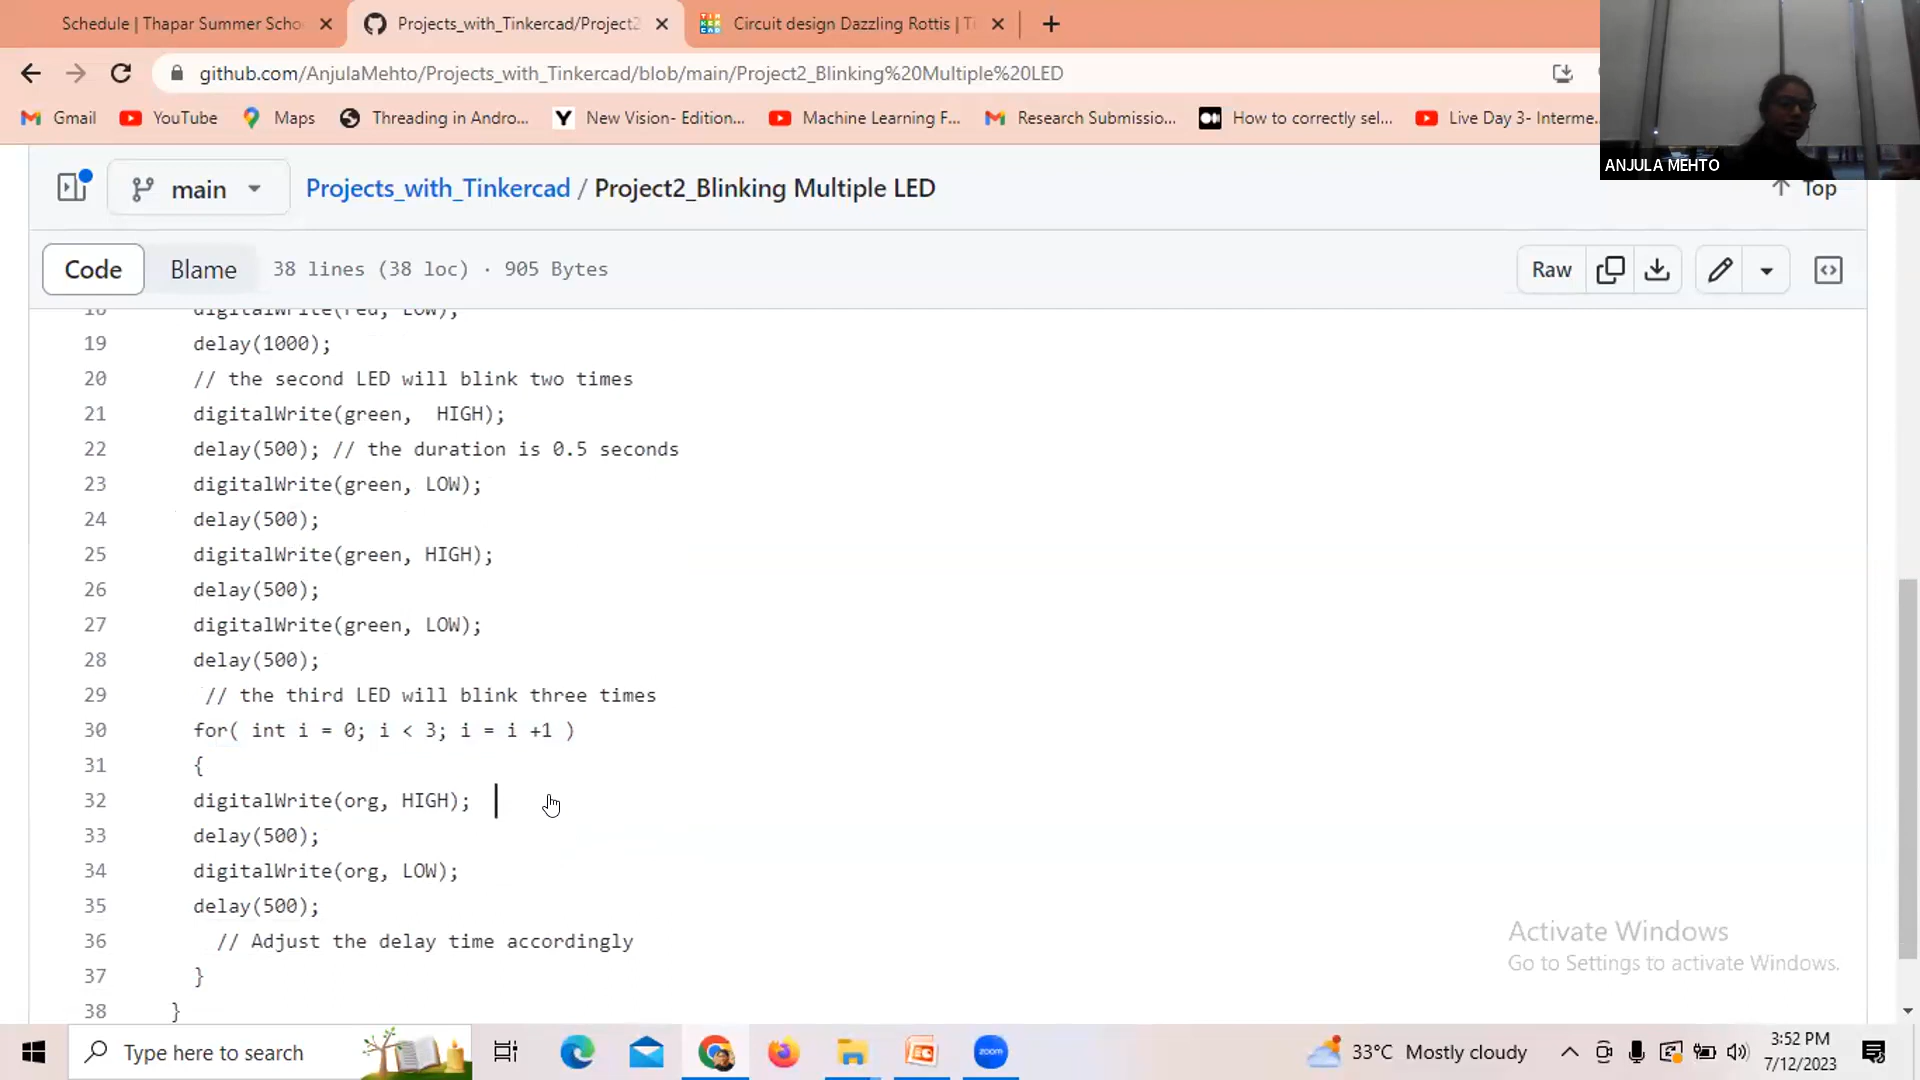 Schedule | Thapar Summer Scho
Projects_with_Tinkercad/Project2
Circuit design Dazzling Rottis | Ti
github.com/AnjulaMehto/Projects_with_Tinkercad/blob/main/Project2_Blinking%20Multiple%20LED
Gmail
YouTube
Maps
Threading in Andro...
New Vision- Edition...
Machine Learning F...
Research Submissio...
How to correctly sel...
Live Day 3- Interme...
ANJULA MEHTO
main
Projects_with_Tinkercad / Project2_Blinking Multiple LED
Top
Code
Blame
38 lines (38 loc) · 905 Bytes
Raw
18 digitalWrite(red, LOW);
19 delay(1000);
20 // the second LED will blink two times
21 digitalWrite(green,  HIGH);
22 delay(500); // the duration is 0.5 seconds
23 digitalWrite(green, LOW);
24 delay(500);
25 digitalWrite(green, HIGH);
26 delay(500);
27 digitalWrite(green, LOW);
28 delay(500);
29 // the third LED will blink three times
30 for( int i = 0; i < 3; i = i +1 )
31 {
32 digitalWrite(org, HIGH);
33 delay(500);
34 digitalWrite(org, LOW);
35 delay(500);
36 // Adjust the delay time accordingly
37 }
38 }
Activate Windows
Go to Settings to activate Windows.
Type here to search
zoom
33°C Mostly cloudy
3:52 PM
7/12/2023